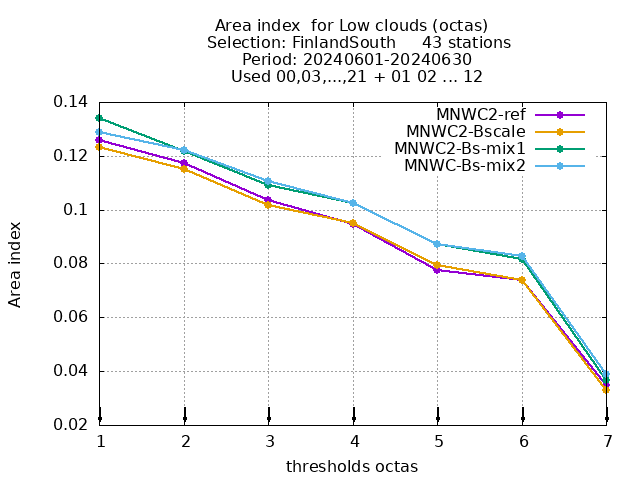 Area index  for Low clouds (octas)
Selection: FinlandSouth     43 stations
Period: 20240601-20240630
Used 00,03,...,21 + 01 02 ... 12
MNWC2-ref
MNWC2-Bscale
MNWC2-Bs-mix1
MNWC-Bs-mix2
0.14
0.12
0.1
0.08
0.06
0.04
0.02
Area index
1 2 3 4 5 6 7
thresholds octas